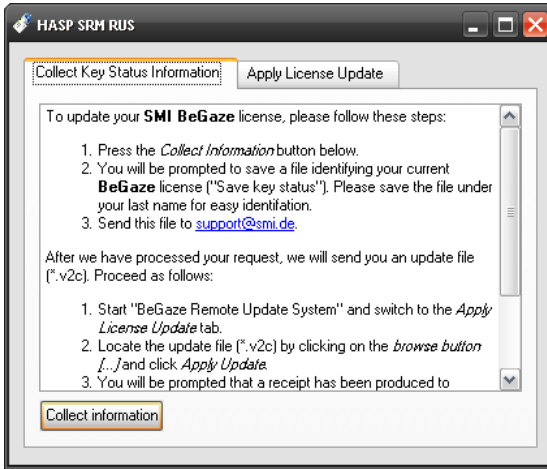 HASP SRM RUS
Collect Key Status Information
Apply License Update
To update your SMI BeGaze license, please follow these steps:
1. Press the Collect Information button below.
2. You will be prompted to save a file identifying your current
BeGaze license ("Save key status"). Please save the file under
your last name for easy identifation.
3. Send this file to support@smi.de.
After we have processed your request, we will send you an update file
(*.v2c). Proceed as follows:
1. Start "BeGaze Remote Update System" and switch to the Apply
License Update tab.
2. Locate the update file (*.v2c) by clicking on the browse button
[...] and click Apply Update.
3. You will be prompted that a receipt has been produced to
Collect information